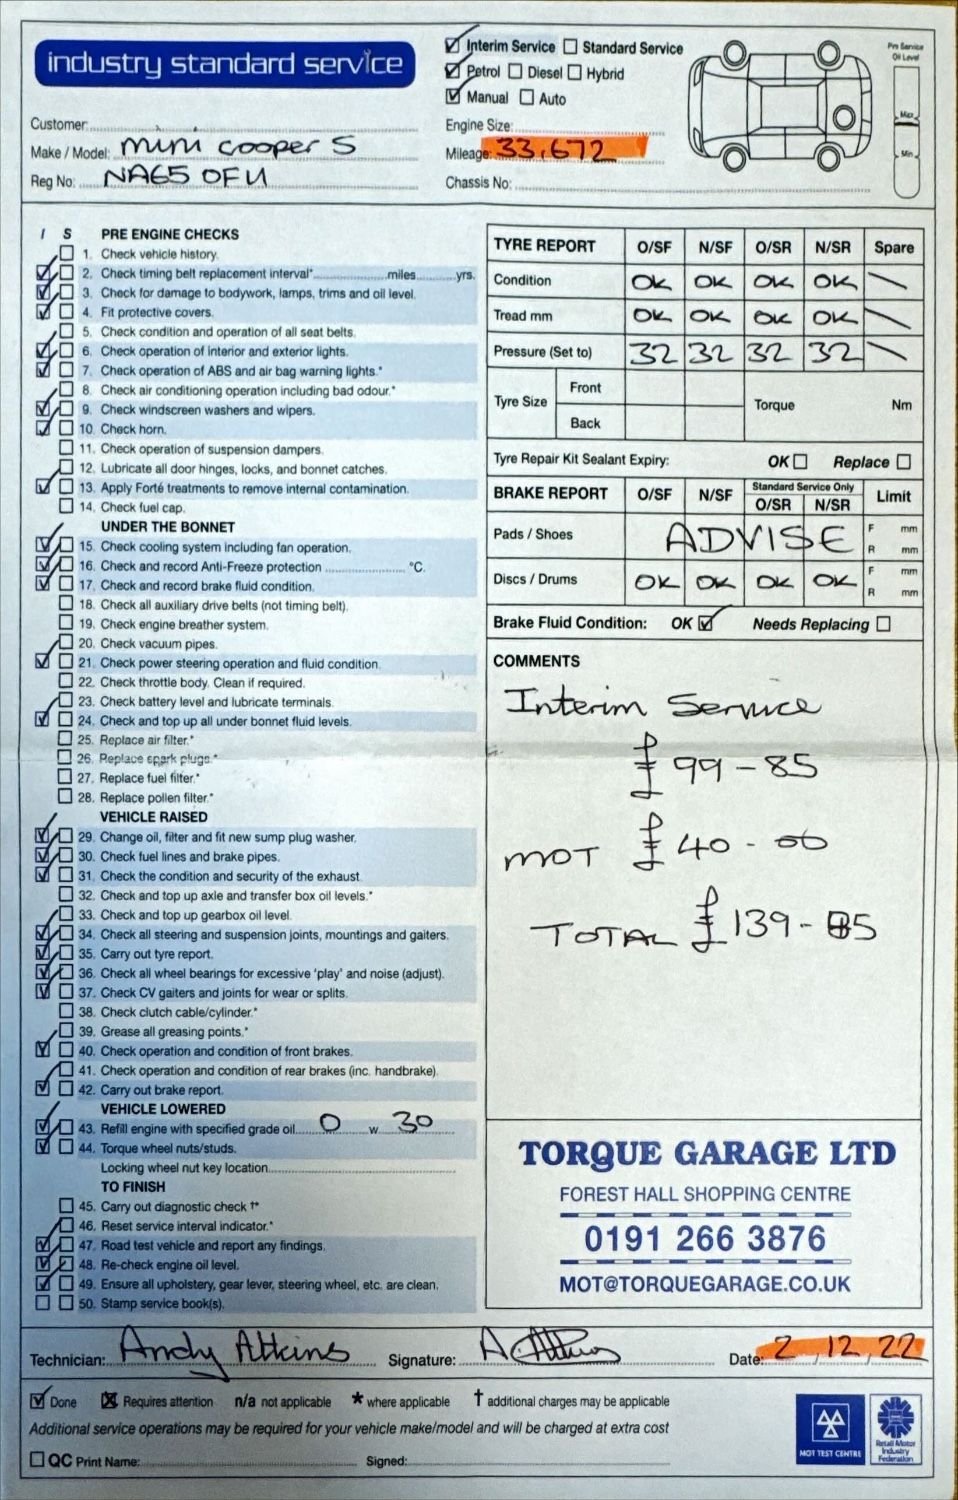 industry standard service
Interim Service Standard Service
Petrol Diesel Hybrid
Manual Auto
Pre Service
Oil Level
Max
Min
Customer:
Make / Model: mini cooper S
Reg No: NA65 OFU
Engine Size:
Mileage: 33,672
Chassis No:
I S PRE ENGINE CHECKS
1. Check vehicle history.
2. Check timing belt replacement interval* miles yrs.
3. Check for damage to bodywork, lamps, trims and oil level.
4. Fit protective covers.
5. Check condition and operation of all seat belts.
6. Check operation of interior and exterior lights.
7. Check operation of ABS and air bag warning lights.*
8. Check air conditioning operation including bad odour.*
9. Check windscreen washers and wipers.
10. Check horn.
11. Check operation of suspension dampers.
12. Lubricate all door hinges, locks, and bonnet catches.
13. Apply Forté treatments to remove internal contamination.
14. Check fuel cap.
UNDER THE BONNET
15. Check cooling system including fan operation.
16. Check and record Anti-Freeze protection °C.
17. Check and record brake fluid condition.
18. Check all auxiliary drive belts (not timing belt).
19. Check engine breather system.
20. Check vacuum pipes.
21. Check power steering operation and fluid condition.
22. Check throttle body. Clean if required.
23. Check battery level and lubricate terminals.
24. Check and top up all under bonnet fluid levels.
25. Replace air filter.*
26. Replace spark plugs.*
27. Replace fuel filter.*
28. Replace pollen filter.*
VEHICLE RAISED
29. Change oil, filter and fit new sump plug washer.
30. Check fuel lines and brake pipes.
31. Check the condition and security of the exhaust.
32. Check and top up axle and transfer box oil levels.*
33. Check and top up gearbox oil level.
34. Check all steering and suspension joints, mountings and gaiters.
35. Carry out tyre report.
36. Check all wheel bearings for excessive 'play' and noise (adjust).
37. Check CV gaiters and joints for wear or splits.
38. Check clutch cable/cylinder.*
39. Grease all greasing points.*
40. Check operation and condition of front brakes.
41. Check operation and condition of rear brakes (inc. handbrake).
42. Carry out brake report.
VEHICLE LOWERED
43. Refill engine with specified grade oil 0 w 30
44. Torque wheel nuts/studs.
Locking wheel nut key location
TO FINISH
45. Carry out diagnostic check †*
46. Reset service interval indicator.*
47. Road test vehicle and report any findings.
48. Re-check engine oil level.
49. Ensure all upholstery, gear lever, steering wheel, etc. are clean.
50. Stamp service book(s).
TYRE REPORT O/SF N/SF O/SR N/SR Spare
Condition OK OK OK OK
Tread mm OK OK OK OK
Pressure (Set to) 32 32 32 32
Tyre Size Front
Back
Torque Nm
Tyre Repair Kit Sealant Expiry: OK Replace
BRAKE REPORT O/SF N/SF Standard Service Only Limit
O/SR N/SR
Pads / Shoes ADVISE F mm
R mm
Discs / Drums OK OK OK OK F mm
R mm
Brake Fluid Condition: OK Needs Replacing
COMMENTS
Interim Service
£ 99 - 85
MOT £ 40 - 00
TOTAL £ 139 - 85
TORQUE GARAGE LTD
FOREST HALL SHOPPING CENTRE
0191 266 3876
MOT@TORQUEGARAGE.CO.UK
Technician: Andy Atkins Signature: A Atkins Date: 2 / 12 / 22
Done Requires attention n/a not applicable * where applicable † additional charges may be applicable
Additional service operations may be required for your vehicle make/model and will be charged at extra cost
QC Print Name: Signed:
MOT TEST CENTRE
Retail Motor
Industry
Federation